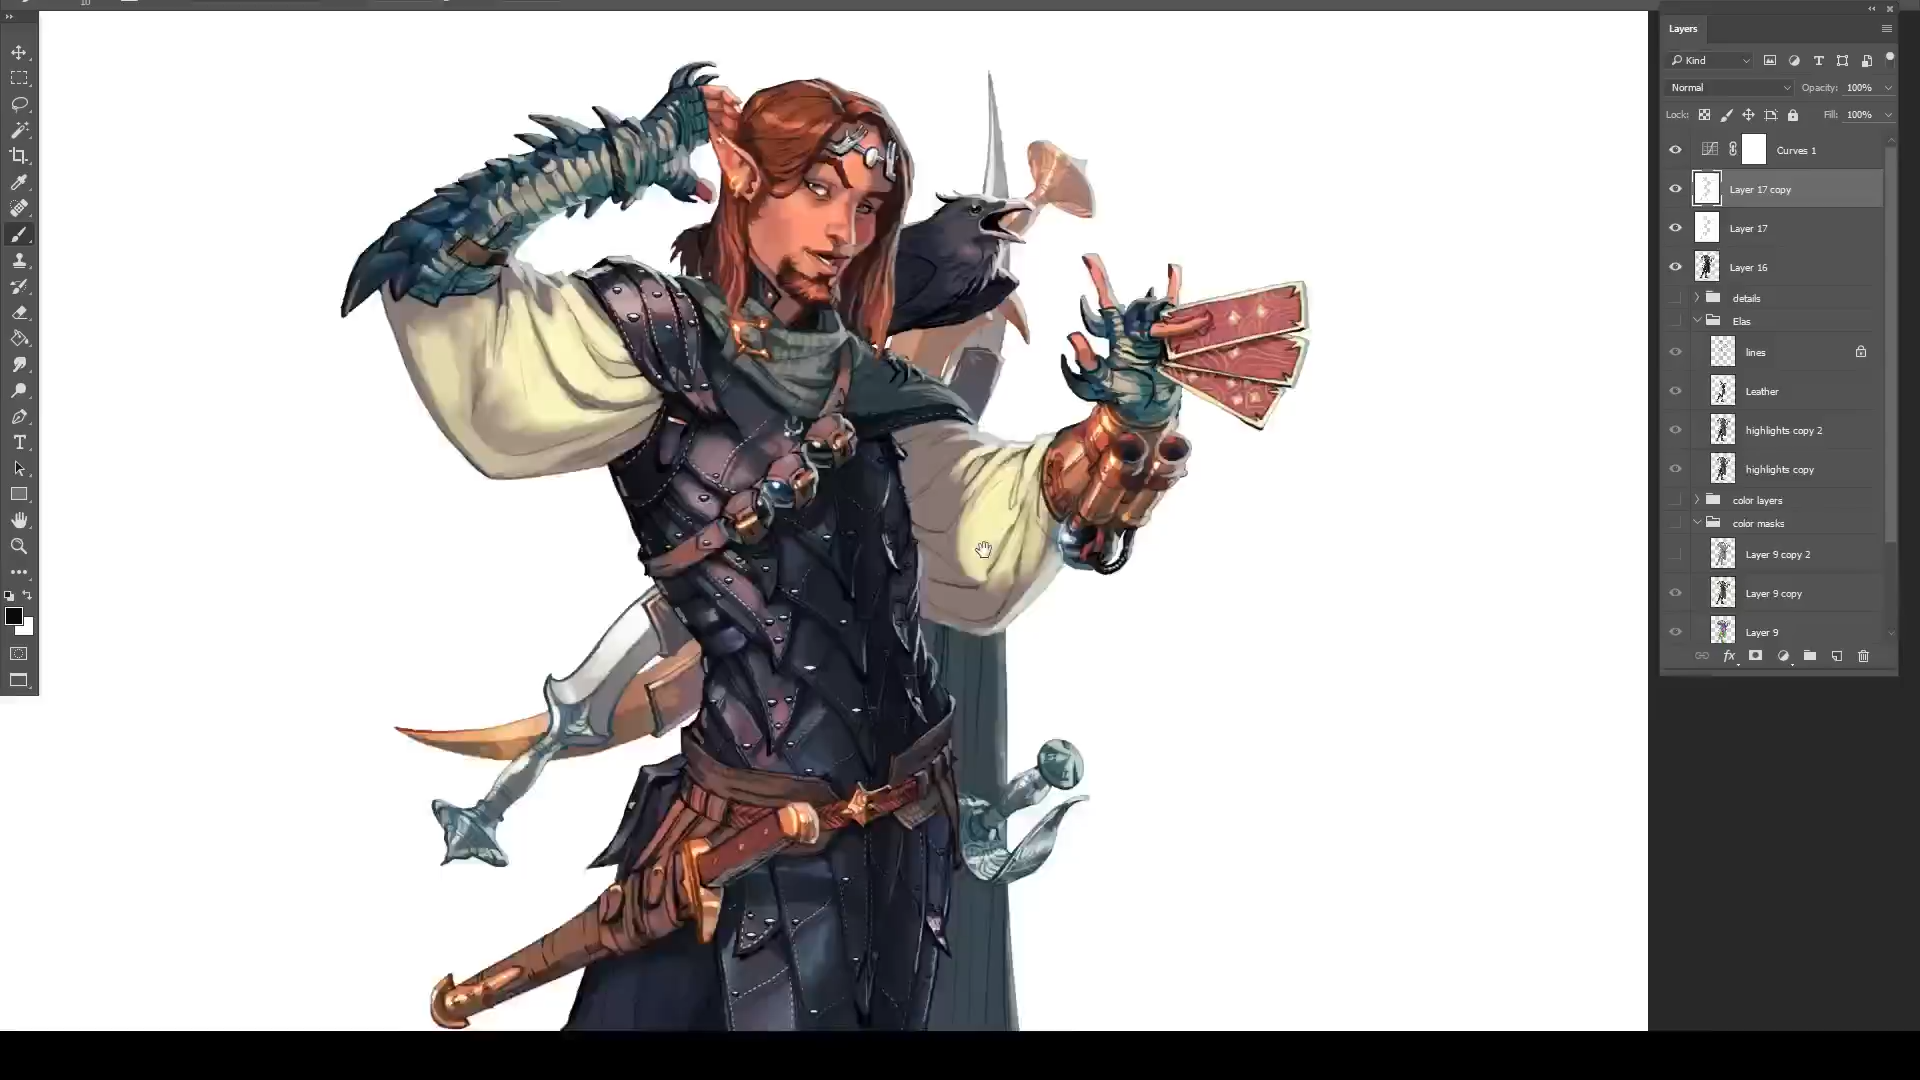 Layers
Kind
Normal Opacity: 100%
Lock: Fill: 100%
Curves 1
Layer 17 copy
Layer 17
Layer 16
details
Elas
lines
Leather
highlights copy 2
highlights copy
color layers
color masks
Layer 9 copy 2
Layer 9 copy
Layer 9
fx